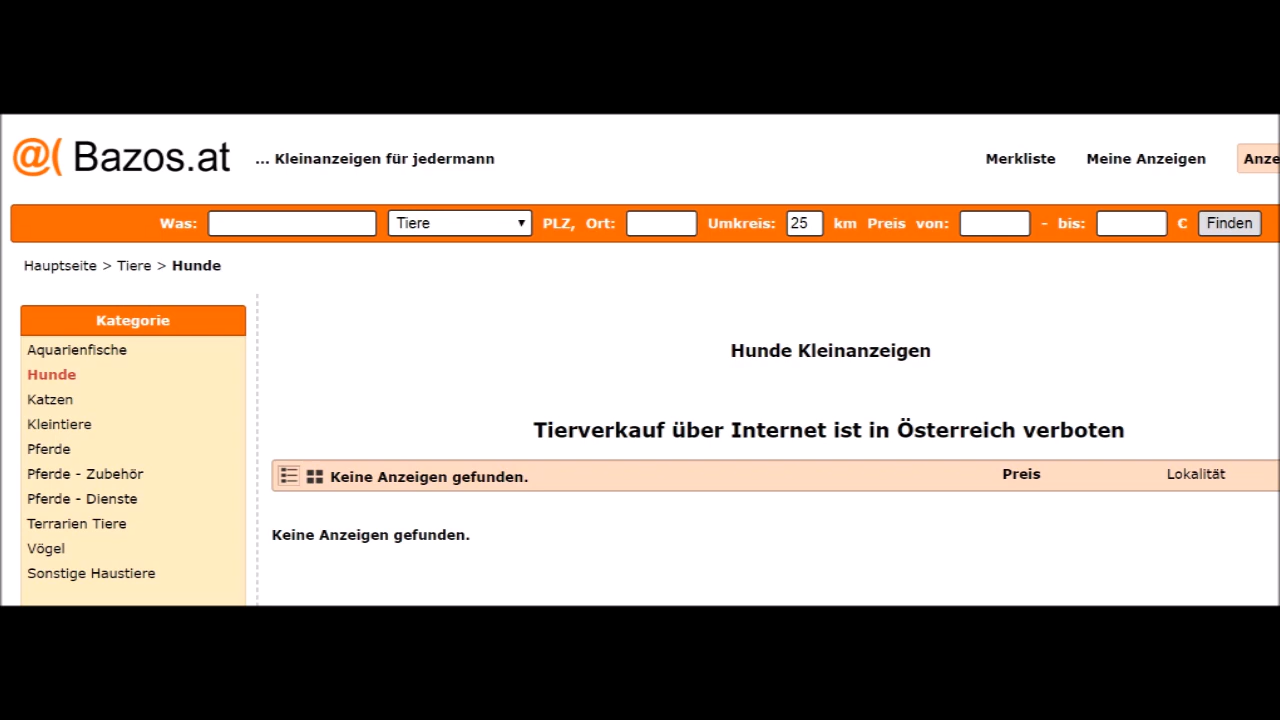 @( Bazos.at ... Kleinanzeigen für jedermann Merkliste Meine Anzeigen Anze
Was: Tiere PLZ, Ort: Umkreis: 25 km Preis von: - bis: € Finden
Hauptseite > Tiere > Hunde
Kategorie
Aquarienfische
Hunde
Katzen
Kleintiere
Pferde
Pferde - Zubehör
Pferde - Dienste
Terrarien Tiere
Vögel
Sonstige Haustiere
Hunde Kleinanzeigen
Tierverkauf über Internet ist in Österreich verboten
Keine Anzeigen gefunden. Preis Lokalität
Keine Anzeigen gefunden.